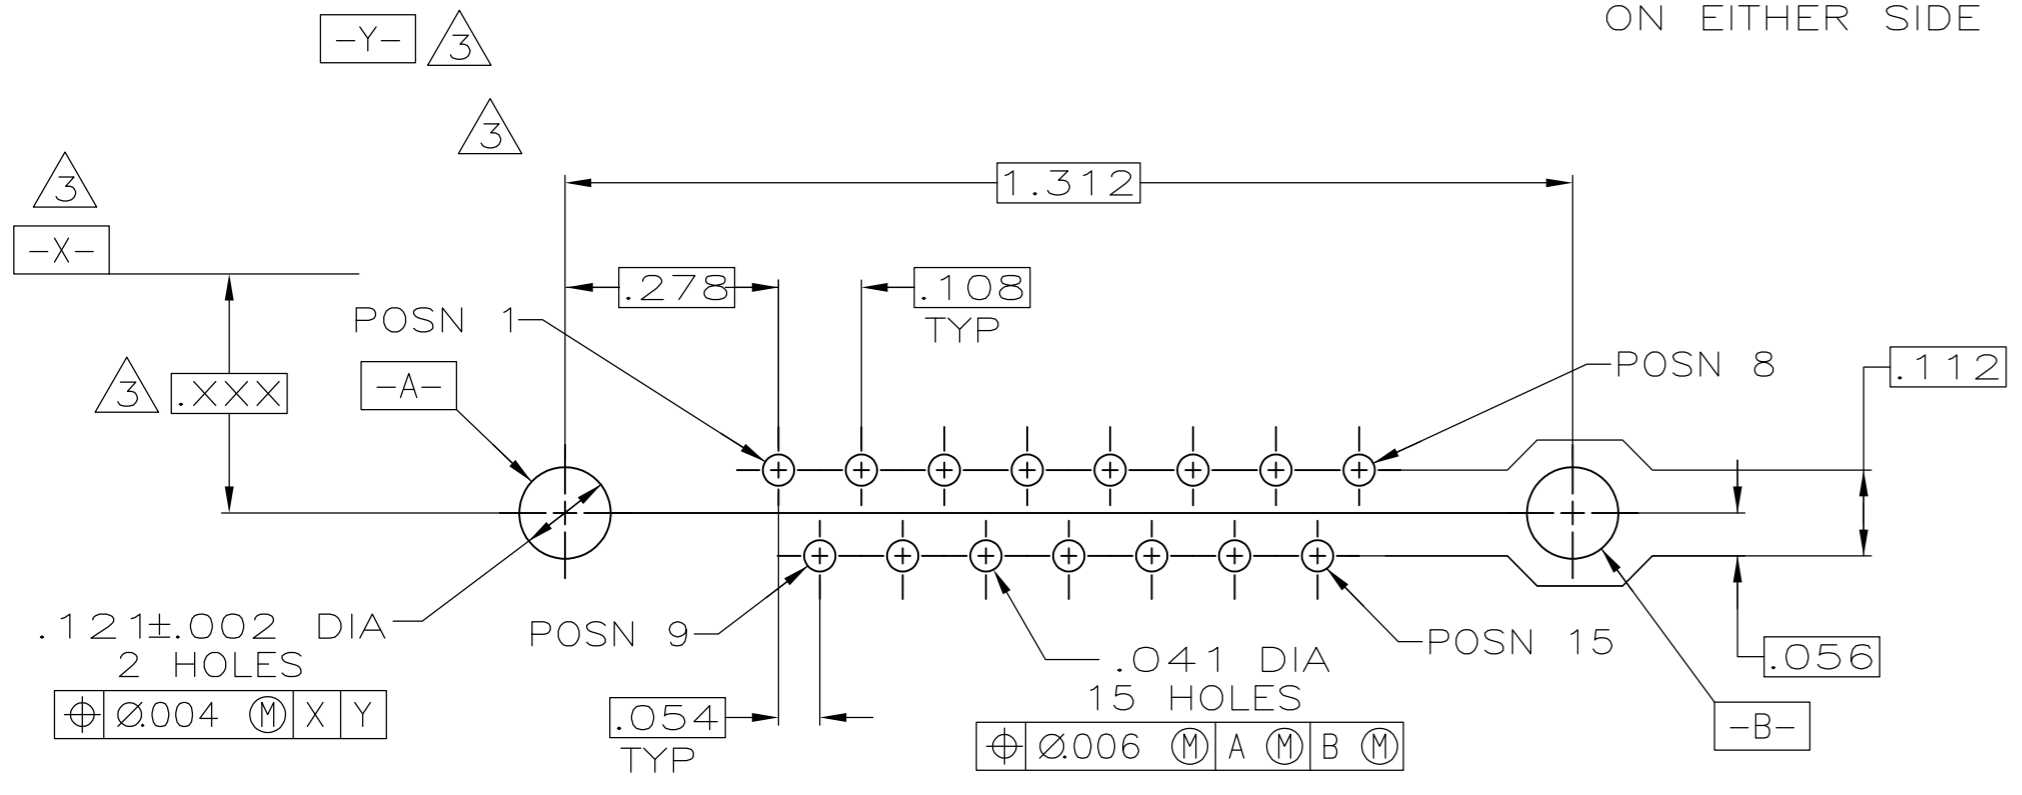 ON EITHER SIDE
-Y- 3
3
3
1.312
-X-
.278
.108
TYP
POSN 1
POSN 8
.112
-A-
3
.XXX
.121±.002 DIA
2 HOLES
⌖ Ø.004 Ⓜ X Y
POSN 9
POSN 15
.041 DIA
15 HOLES
⌖ Ø.006 Ⓜ A Ⓜ B Ⓜ
.056
.054
TYP
-B-